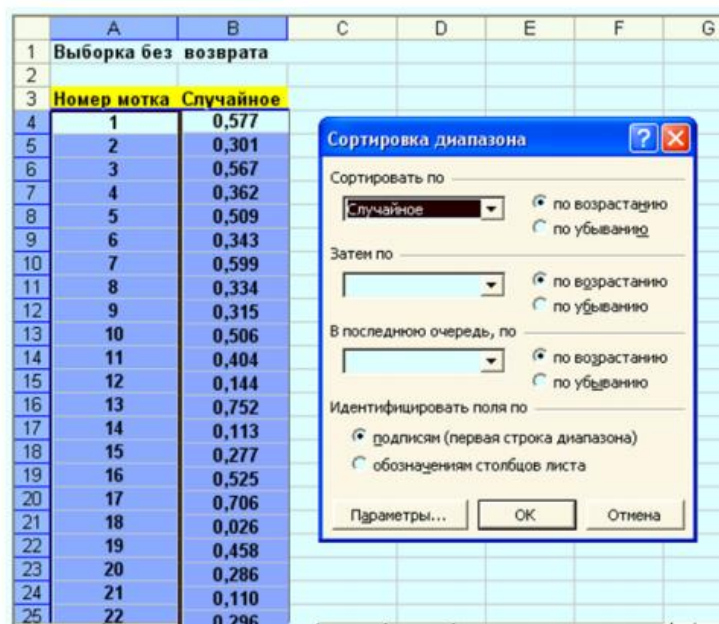 A B C D E F G
1 Выборка без возврата
2
3 Номер мотка Случайное
4 1 0,577
5 2 0,301
6 3 0,567
7 4 0,362
8 5 0,509
9 6 0,343
10 7 0,599
11 8 0,334
12 9 0,315
13 10 0,506
14 11 0,404
15 12 0,144
16 13 0,752
17 14 0,113
18 15 0,277
19 16 0,525
20 17 0,706
21 18 0,026
22 19 0,458
23 20 0,286
24 21 0,110
25 22 0,296
Сортировка диапазона
Сортировать по
Случайное
по возрастанию
по убыванию
Затем по
по возрастанию
по убыванию
В последнюю очередь, по
по возрастанию
по убыванию
Идентифицировать поля по
подписям (первая строка диапазона)
обозначениям столбцов листа
Параметры... ОК Отмена